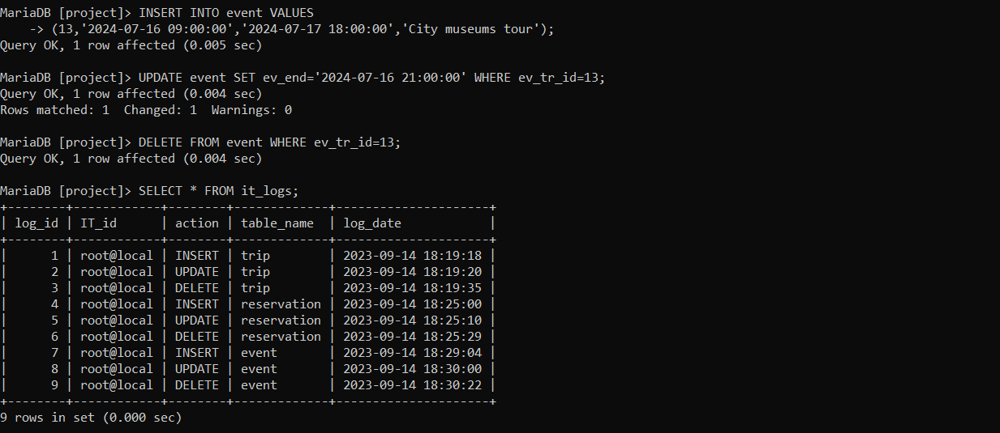 MariaDB [project]> INSERT INTO event VALUES
    -> (13,'2024-07-16 09:00:00','2024-07-17 18:00:00','City museums tour');
Query OK, 1 row affected (0.005 sec)

MariaDB [project]> UPDATE event SET ev_end='2024-07-16 21:00:00' WHERE ev_tr_id=13;
Query OK, 1 row affected (0.004 sec)
Rows matched: 1  Changed: 1  Warnings: 0

MariaDB [project]> DELETE FROM event WHERE ev_tr_id=13;
Query OK, 1 row affected (0.004 sec)

MariaDB [project]> SELECT * FROM it_logs;
+--------+------------+--------+-------------+---------------------+
| log_id | IT_id      | action | table_name  | log_date            |
+--------+------------+--------+-------------+---------------------+
|      1 | root@local | INSERT | trip        | 2023-09-14 18:19:18 |
|      2 | root@local | UPDATE | trip        | 2023-09-14 18:19:20 |
|      3 | root@local | DELETE | trip        | 2023-09-14 18:19:35 |
|      4 | root@local | INSERT | reservation | 2023-09-14 18:25:00 |
|      5 | root@local | UPDATE | reservation | 2023-09-14 18:25:10 |
|      6 | root@local | DELETE | reservation | 2023-09-14 18:25:29 |
|      7 | root@local | INSERT | event       | 2023-09-14 18:29:04 |
|      8 | root@local | UPDATE | event       | 2023-09-14 18:30:00 |
|      9 | root@local | DELETE | event       | 2023-09-14 18:30:22 |
+--------+------------+--------+-------------+---------------------+
9 rows in set (0.000 sec)